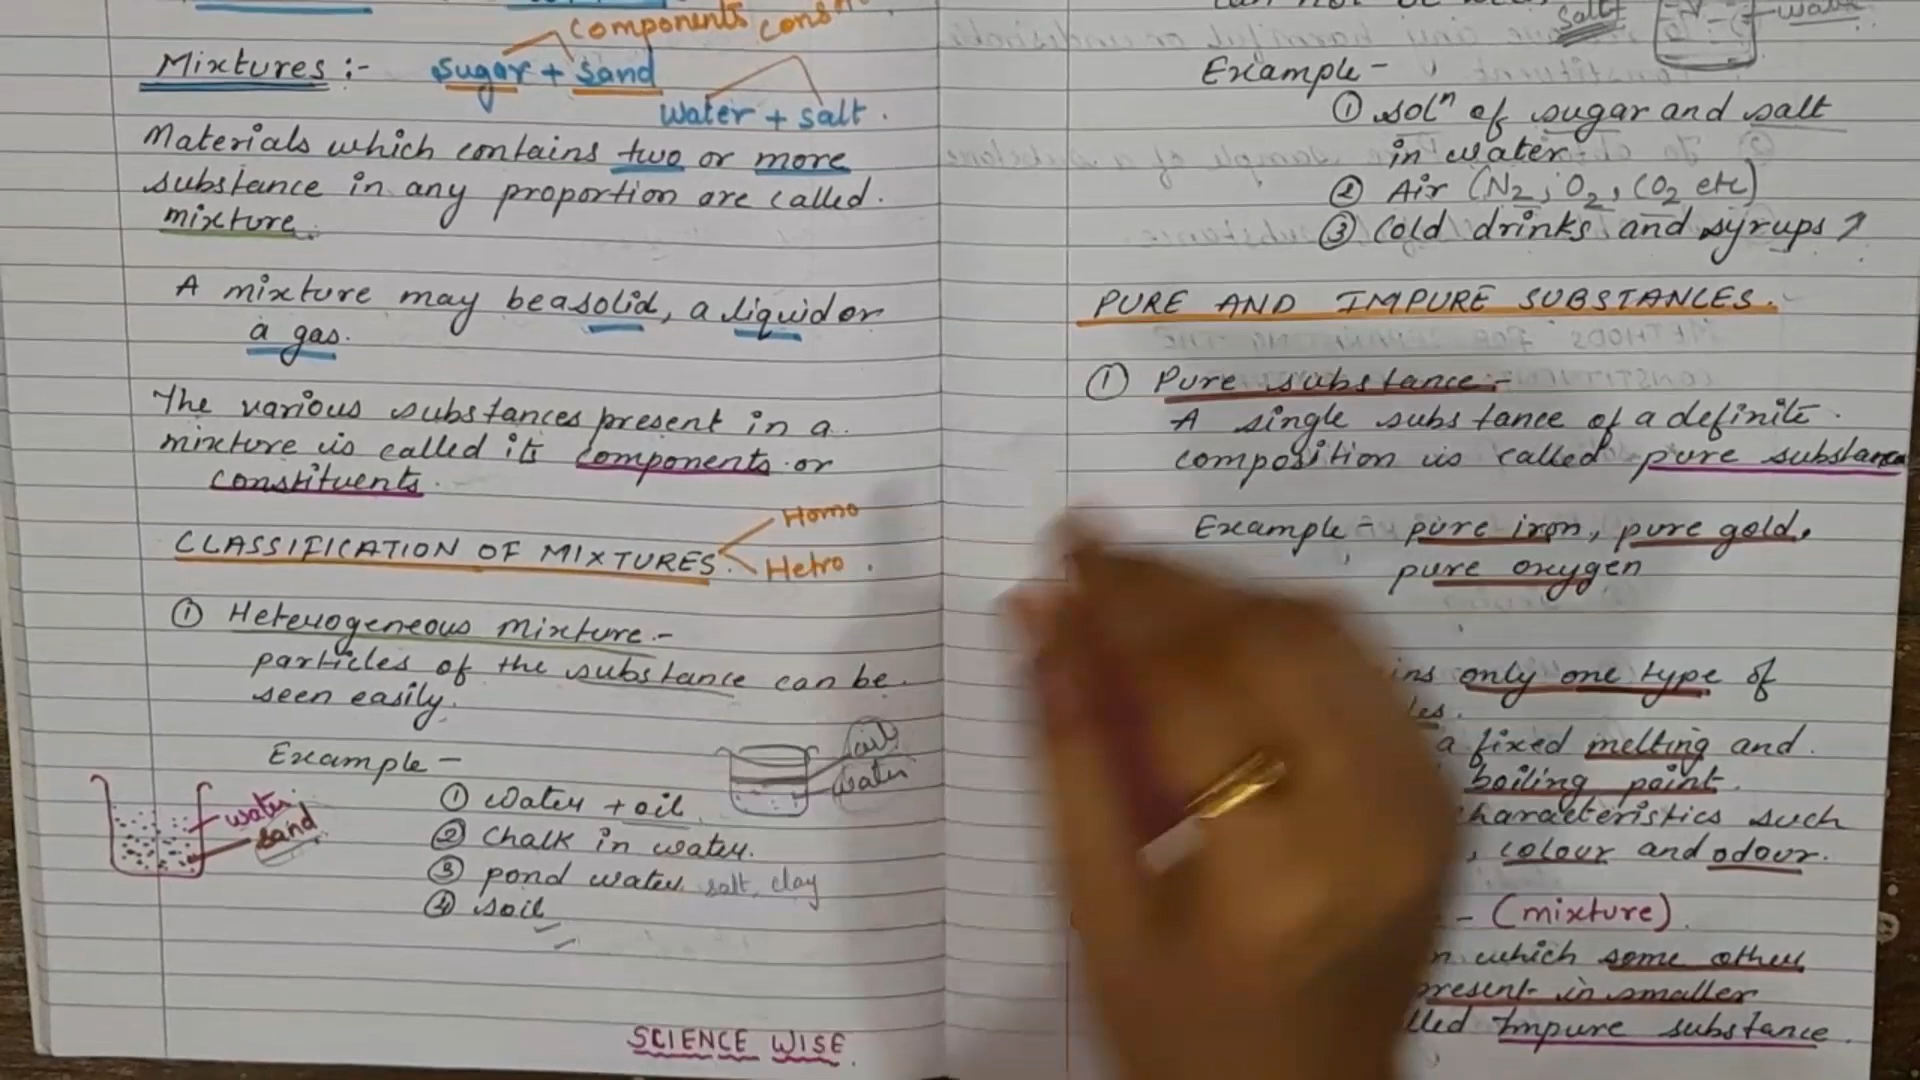 components
Mixtures :- sugar + sand
water + salt.
Materials which contains two or more
substance in any proportion are called.
mixture.
A mixture may be a solid, a liquid or
a gas.
The various substances present in a
mixture is called its components or
constituents.
CLASSIFICATION OF MIXTURES.
Homo
Hetro.
① Heterogeneous mixture.-
particles of the substance can be.
seen easily.
Example -
oil
water
① water + oil
② Chalk in water.
③ pond water salt, clay
④ soil
water
sand
SCIENCE WISE
salt
water
Example -
① solⁿ of sugar and salt
in water
② Air (N2, O2, CO2 etc)
③ Cold drinks and syrups
PURE AND IMPURE SUBSTANCES.
① Pure substance:-
A single substance of a definite.
composition is called pure substance
Example - pure iron, pure gold,
pure oxygen
only one type of
a fixed melting and.
boiling point.
characteristics such
, colour and odour.
- (mixture)
which some other
present in smaller
Impure substance.